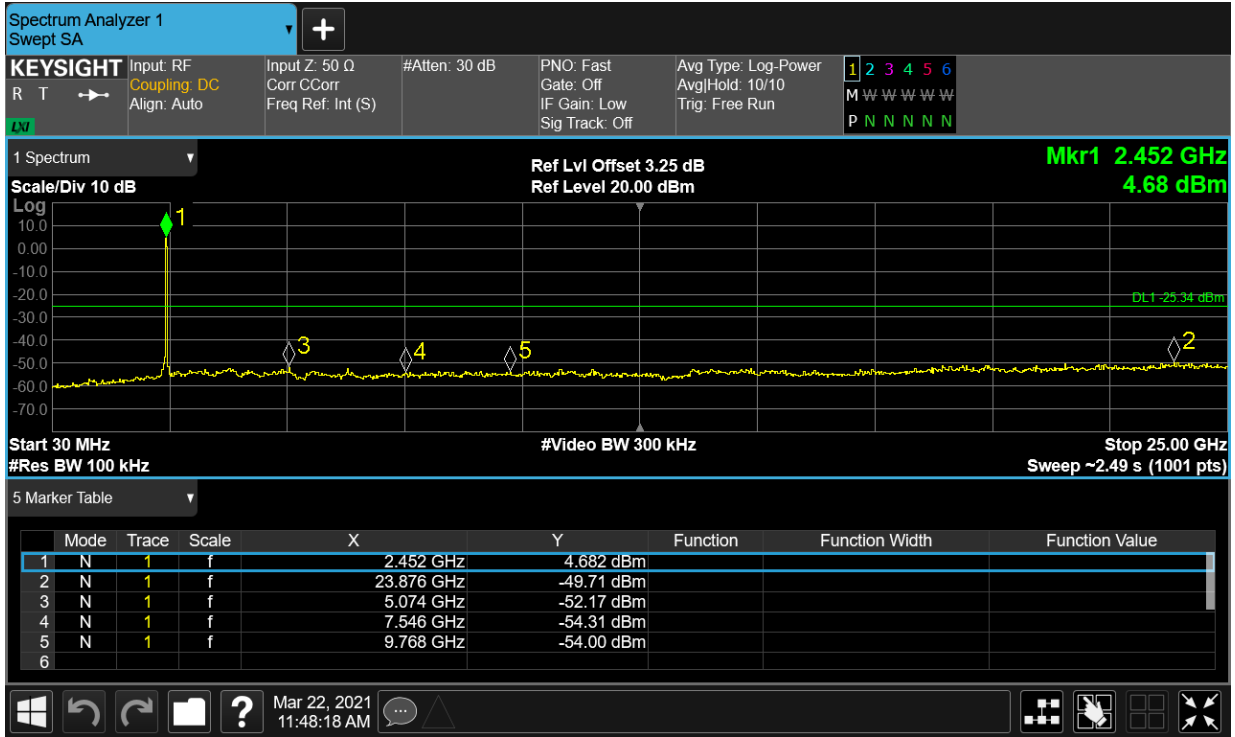 Spectrum Analyzer 1
Swept SA
KEYSIGHT
R T
LXI
Input: RF
Coupling: DC
Align: Auto
Input Z: 50 Ω
Corr CCorr
Freq Ref: Int (S)
#Atten: 30 dB
PNO: Fast
Gate: Off
IF Gain: Low
Sig Track: Off
Avg Type: Log-Power
Avg|Hold: 10/10
Trig: Free Run
1 2 3 4 5 6
M W W W W W
P N N N N N
1 Spectrum
Scale/Div 10 dB
Ref Lvl Offset 3.25 dB
Ref Level 20.00 dBm
Mkr1 2.452 GHz
4.68 dBm
Log
10.0
0.00
-10.0
-20.0
-30.0
-40.0
-50.0
-60.0
-70.0
1
3
4
5
2
DL1 -25.34 dBm
Start 30 MHz
#Res BW 100 kHz
#Video BW 300 kHz
Stop 25.00 GHz
Sweep ~2.49 s (1001 pts)
5 Marker Table
Mode Trace Scale X Y Function Function Width Function Value
1 N 1 f 2.452 GHz 4.682 dBm
2 N 1 f 23.876 GHz -49.71 dBm
3 N 1 f 5.074 GHz -52.17 dBm
4 N 1 f 7.546 GHz -54.31 dBm
5 N 1 f 9.768 GHz -54.00 dBm
6
?
Mar 22, 2021
11:48:18 AM